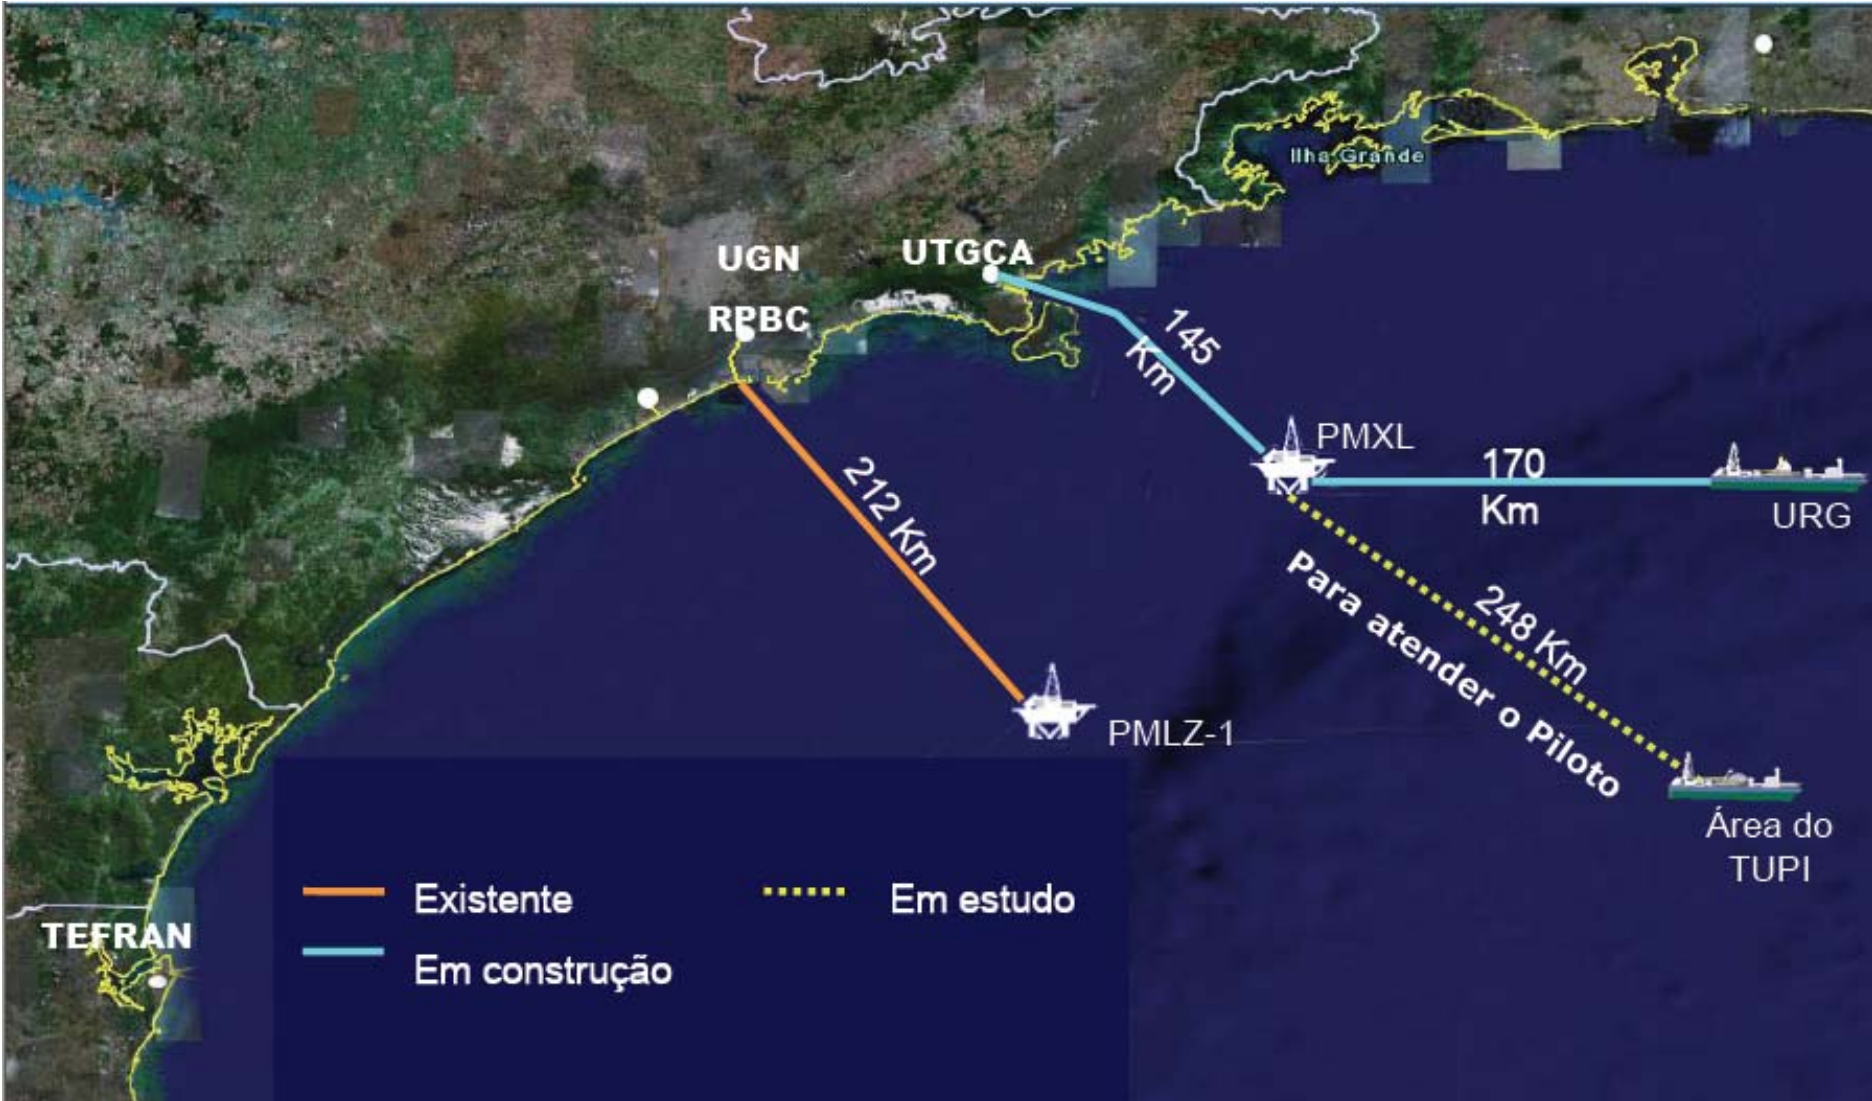 Ilha Grande
UGN
UTGCA
RPBC
145
Km
PMXL
170
Km
URG
212 Km
248 Km
Para atender o Piloto
PMLZ-1
Área do
TUPI
Existente
Em estudo
TEFRAN
Em construção